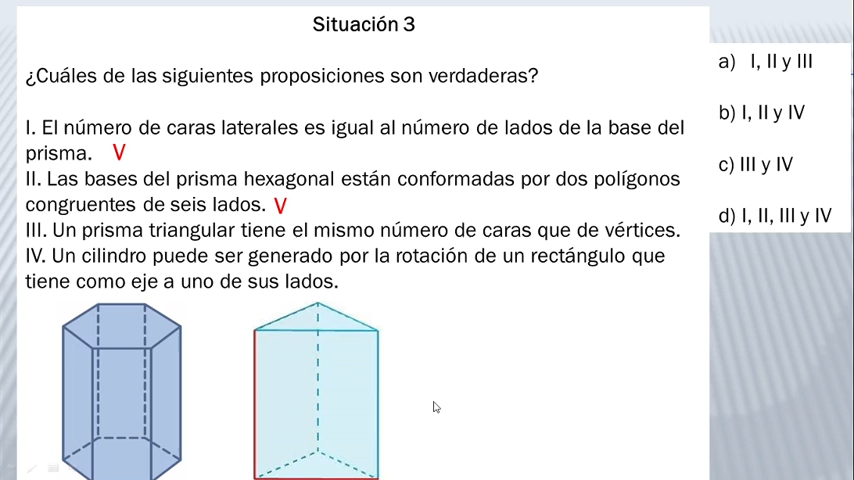 Situación 3
¿Cuáles de las siguientes proposiciones son verdaderas?
I. El número de caras laterales es igual al número de lados de la base del
prisma. V
II. Las bases del prisma hexagonal están conformadas por dos polígonos
congruentes de seis lados. V
III. Un prisma triangular tiene el mismo número de caras que de vértices.
IV. Un cilindro puede ser generado por la rotación de un rectángulo que
tiene como eje a uno de sus lados.
a) I, II y III
b) I, II y IV
c) III y IV
d) I, II, III y IV